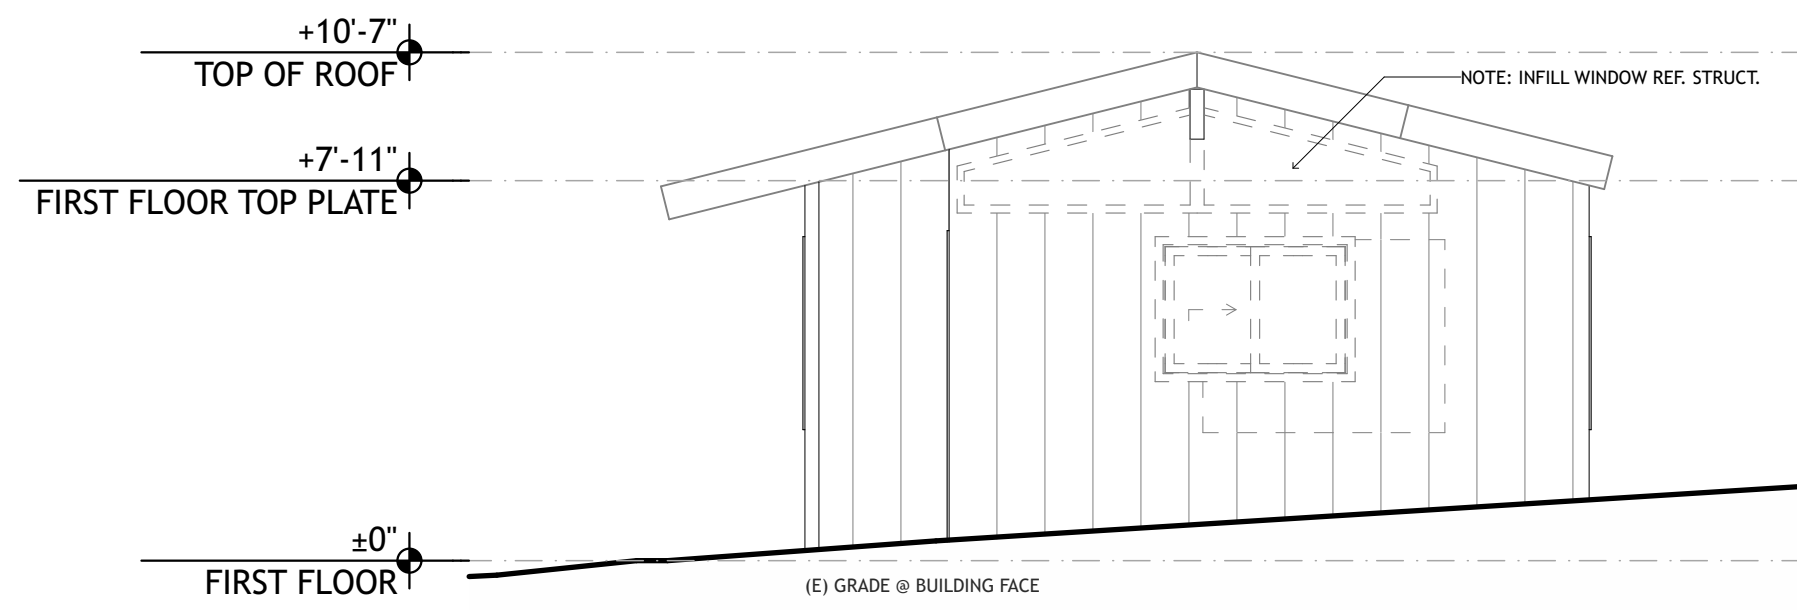 +10'-7"
TOP OF ROOF
NOTE: INFILL WINDOW REF. STRUCT.
+7'-11"
FIRST FLOOR TOP PLATE
±0"
FIRST FLOOR
(E) GRADE @ BUILDING FACE